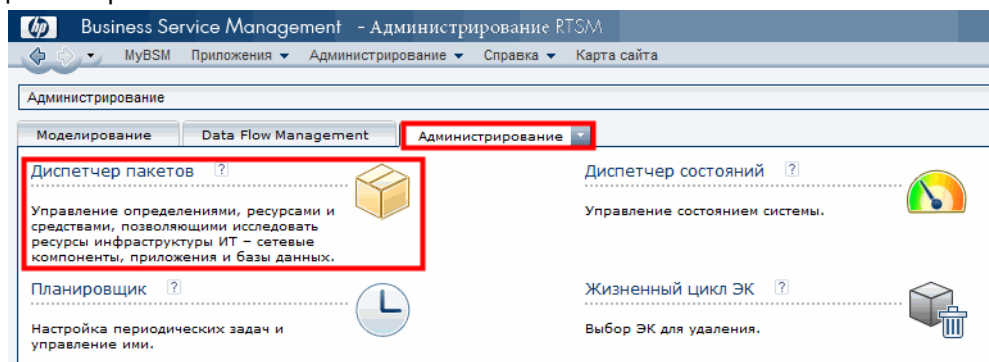 hp Business Service Management - Администрирование RTSM
MyBSM Приложения Администрирование Справка Карта сайта
Администрирование
Моделирование Data Flow Management Администрирование
Диспетчер пакетов ?
Управление определениями, ресурсами и
средствами, позволяющими исследовать
ресурсы инфраструктуры ИТ – сетевые
компоненты, приложения и базы данных.
Диспетчер состояний ?
Управление состоянием системы.
Планировщик ?
Настройка периодических задач и
управление ими.
Жизненный цикл ЭК ?
Выбор ЭК для удаления.